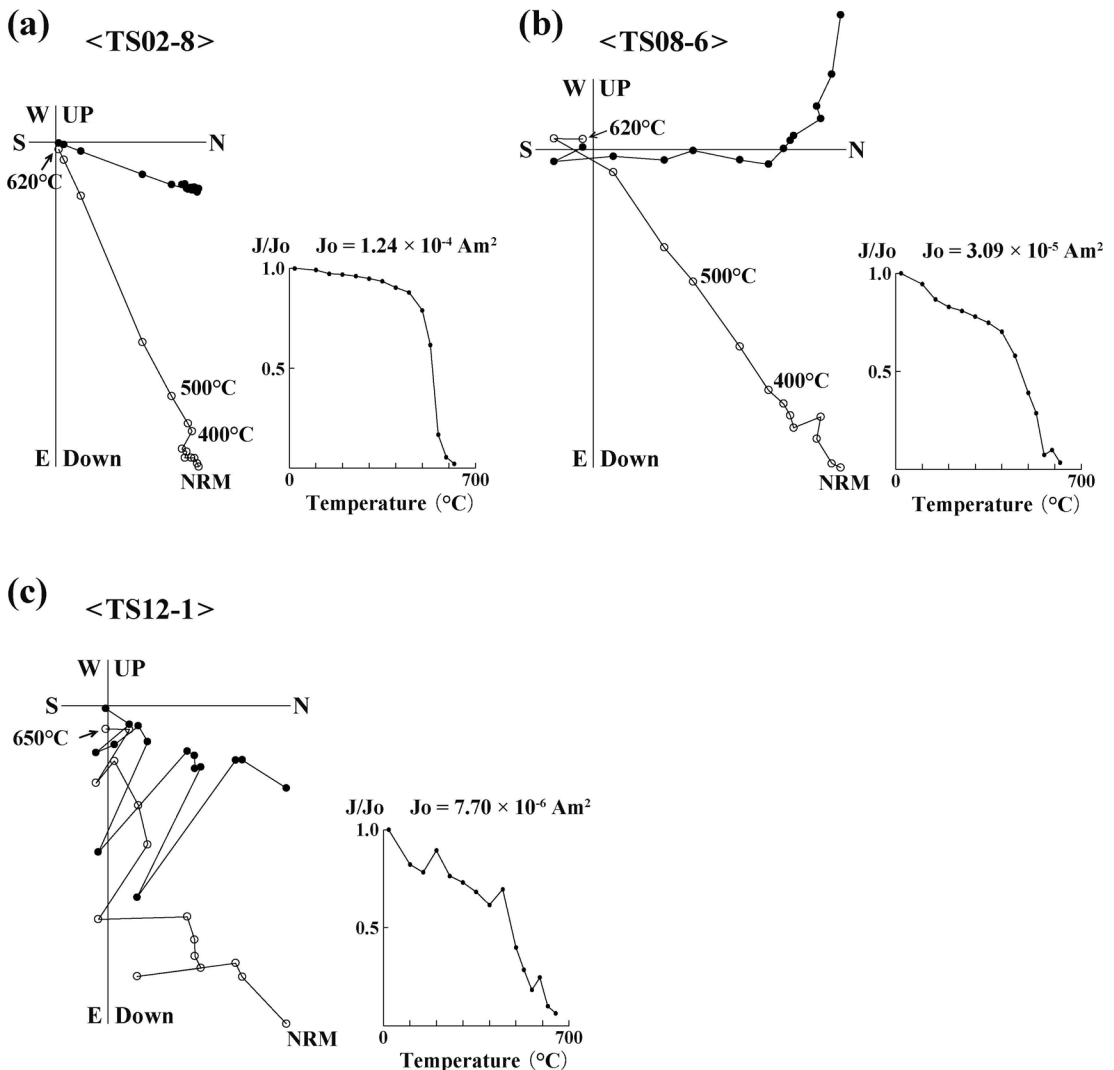 (a)
<TS02-8>
W UP
S N
620°C
500°C
400°C
E Down
NRM
J/Jo Jo = 1.24 × 10⁻⁴ Am²
1.0
0.5
0 700
Temperature (°C)
(b)
<TS08-6>
W UP
620°C
S N
500°C
400°C
E Down
NRM
J/Jo Jo = 3.09 × 10⁻⁵ Am²
1.0
0.5
0 700
Temperature (°C)
(c)
<TS12-1>
W UP
S N
650°C
E Down
NRM
J/Jo Jo = 7.70 × 10⁻⁶ Am²
1.0
0.5
0 700
Temperature (°C)